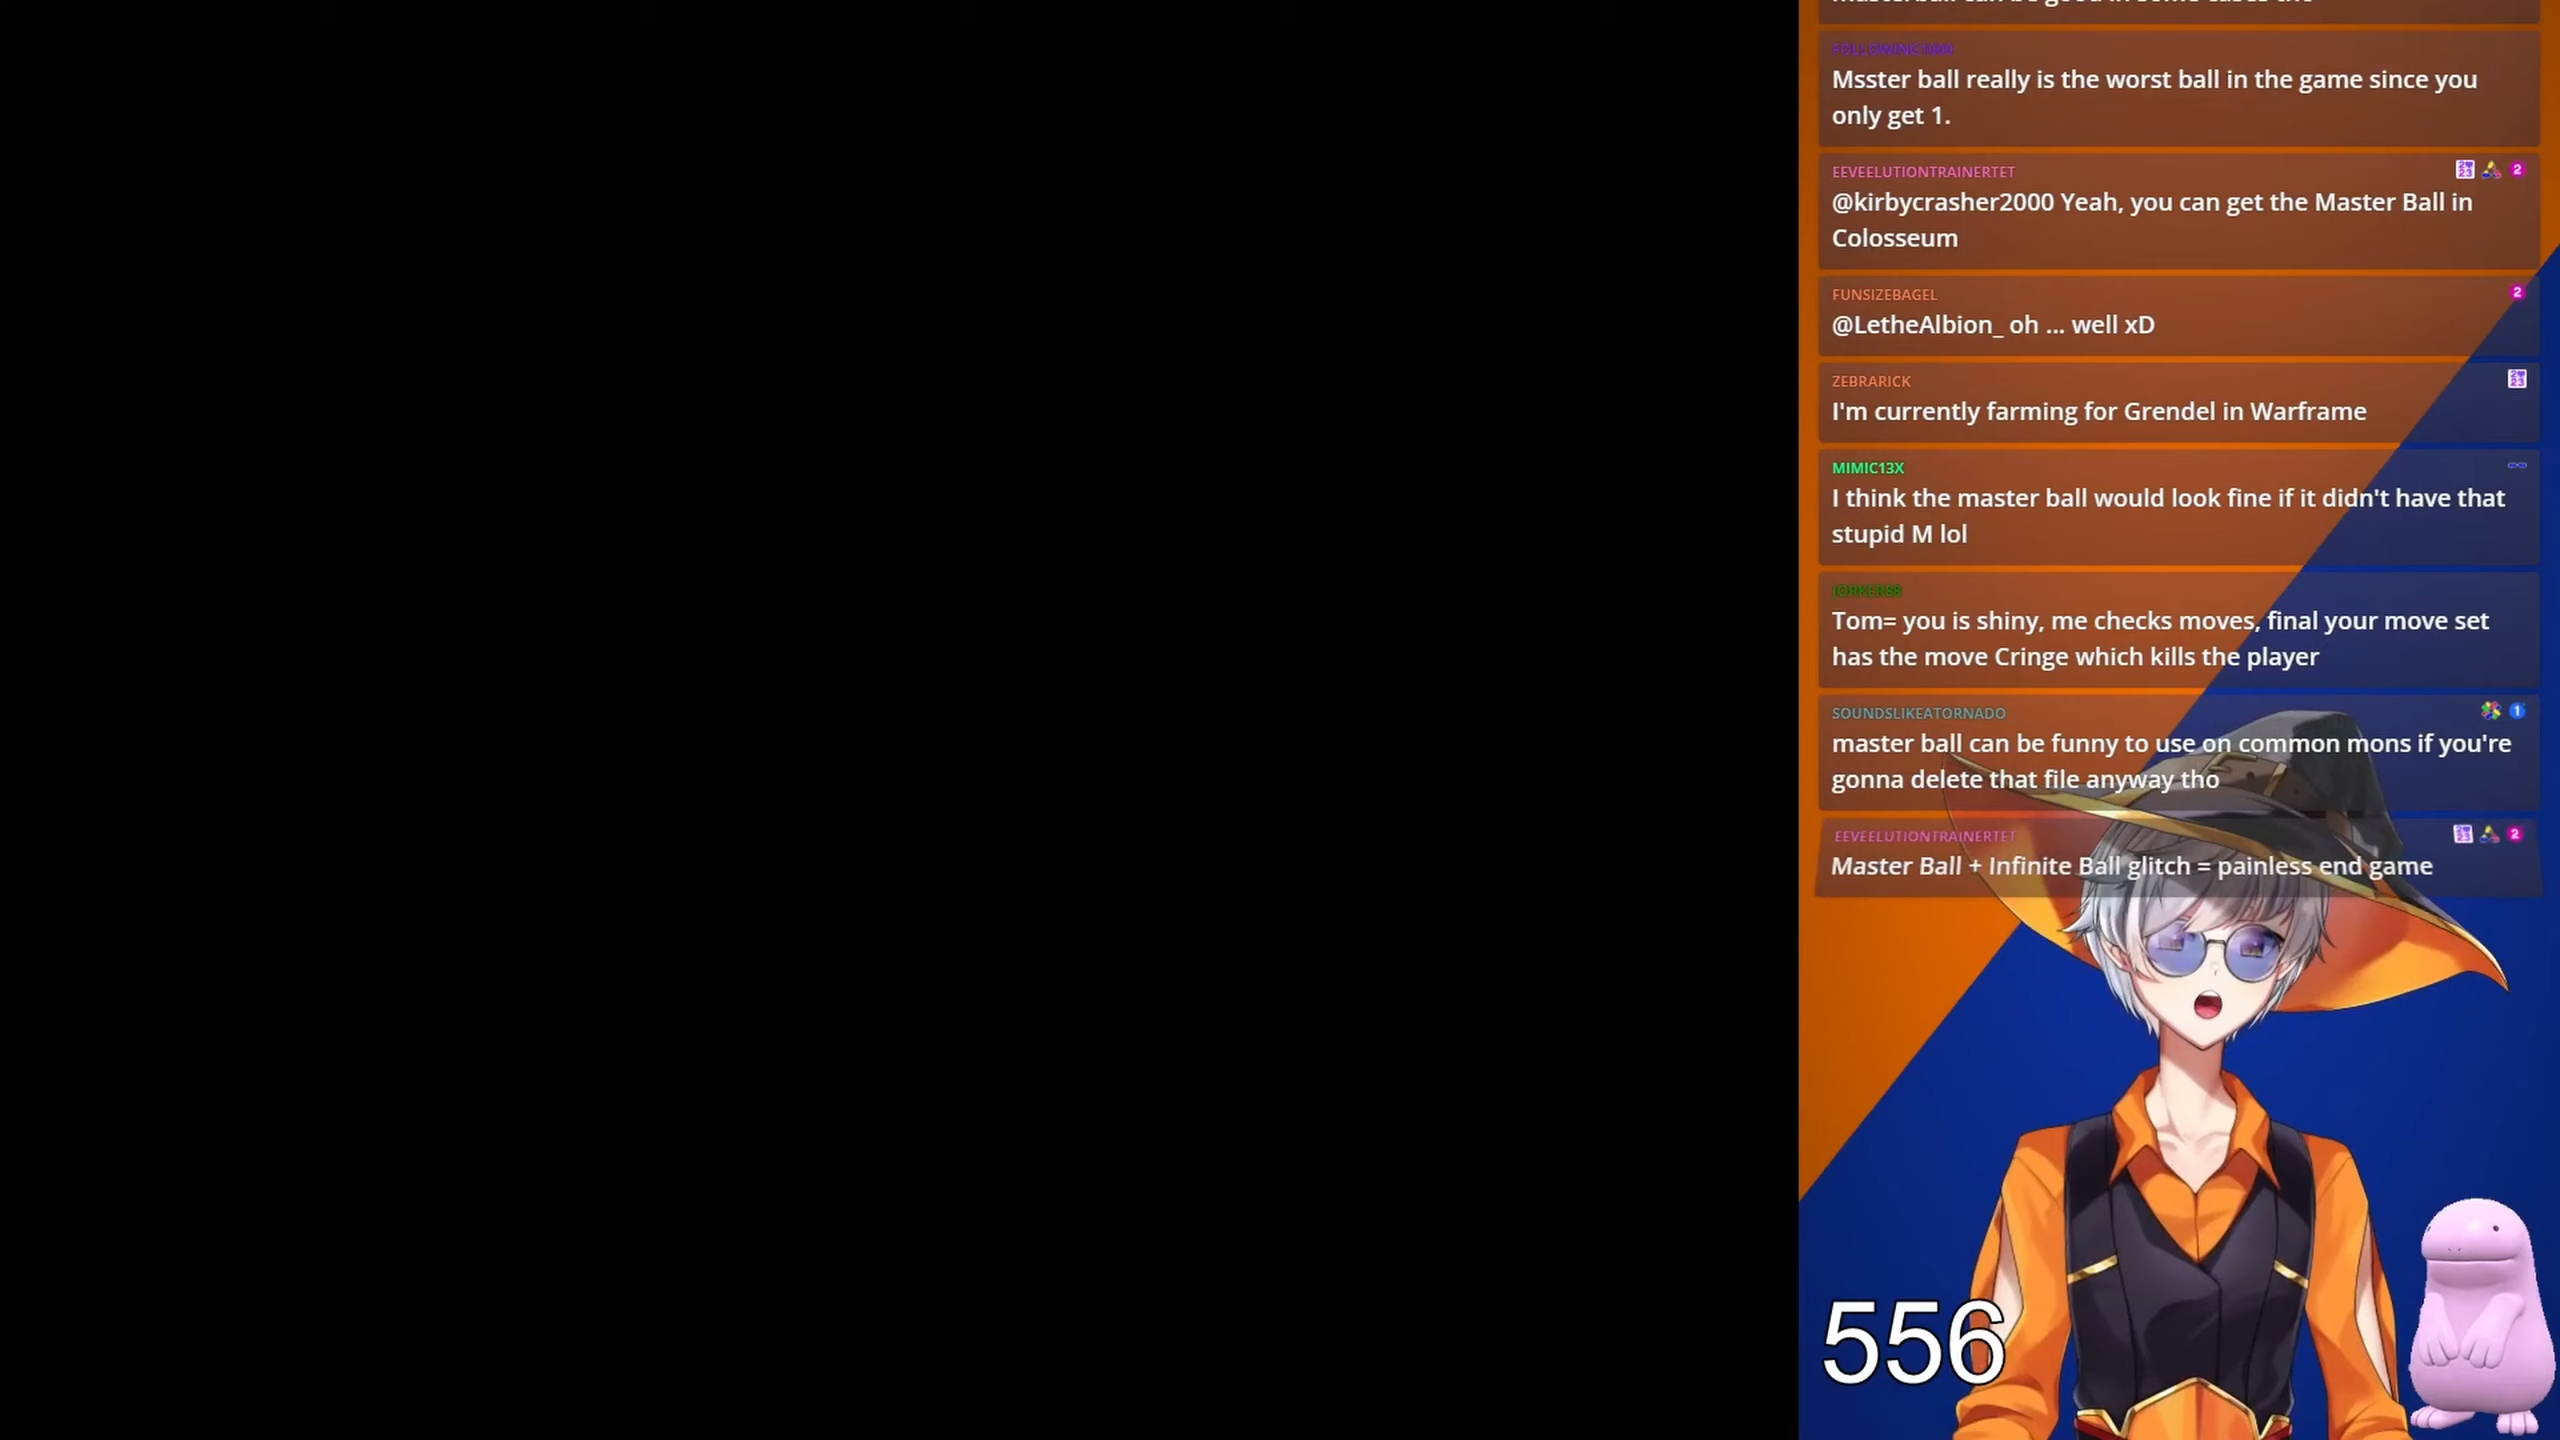 Msster ball really is the worst ball in the game since you
only get 1.
EEVEELUTIONTRAINERTET
@kirbycrasher2000 Yeah, you can get the Master Ball in
Colosseum
FUNSIZEBAGEL
@LetheAlbion_ oh ... well xD
ZEBRARICK
I'm currently farming for Grendel in Warframe
MIMIC13X
I think the master ball would look fine if it didn't have that
stupid M lol
Tom= you is shiny, me checks moves, final your move set
has the move Cringe which kills the player
SOUNDSLIKEATORNADO
master ball can be funny to use on common mons if you're
gonna delete that file anyway tho
EEVEELUTIONTRAINERTET
Master Ball + Infinite Ball glitch = painless end game
556